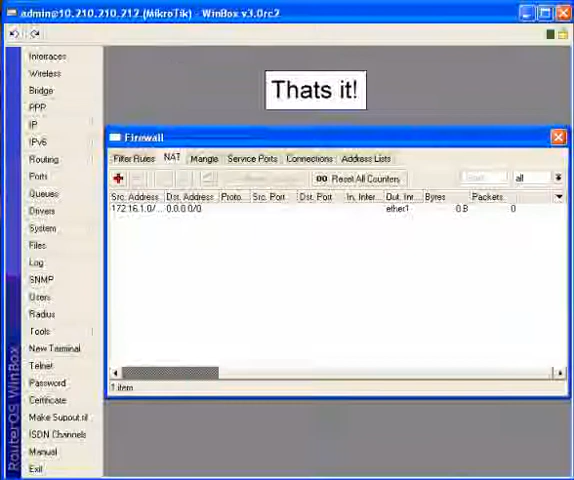 admin@10.210.210.212 (MikroTik) - WinBox v3.0rc2
Interfaces
Wireless
Bridge
PPP
IP
IPv6
Routing
Ports
Queues
Drivers
System
Files
Log
SNMP
Users
Radius
Tools
New Terminal
Telnet
Password
Certificate
Make Supout.rif
ISDN Channels
Manual
Exit
RouterOS WinBox
Thats it!
Firewall
Filter Rules NAT Mangle Service Ports Connections Address Lists
00 Reset All Counters all
Src. Address Dst. Address Proto... Src. Port Dst. Port In. Inter... Out. Int... Bytes Packets
172.16.1.0/... 0.0.0.0/0 ether1 0 B 0
1 item